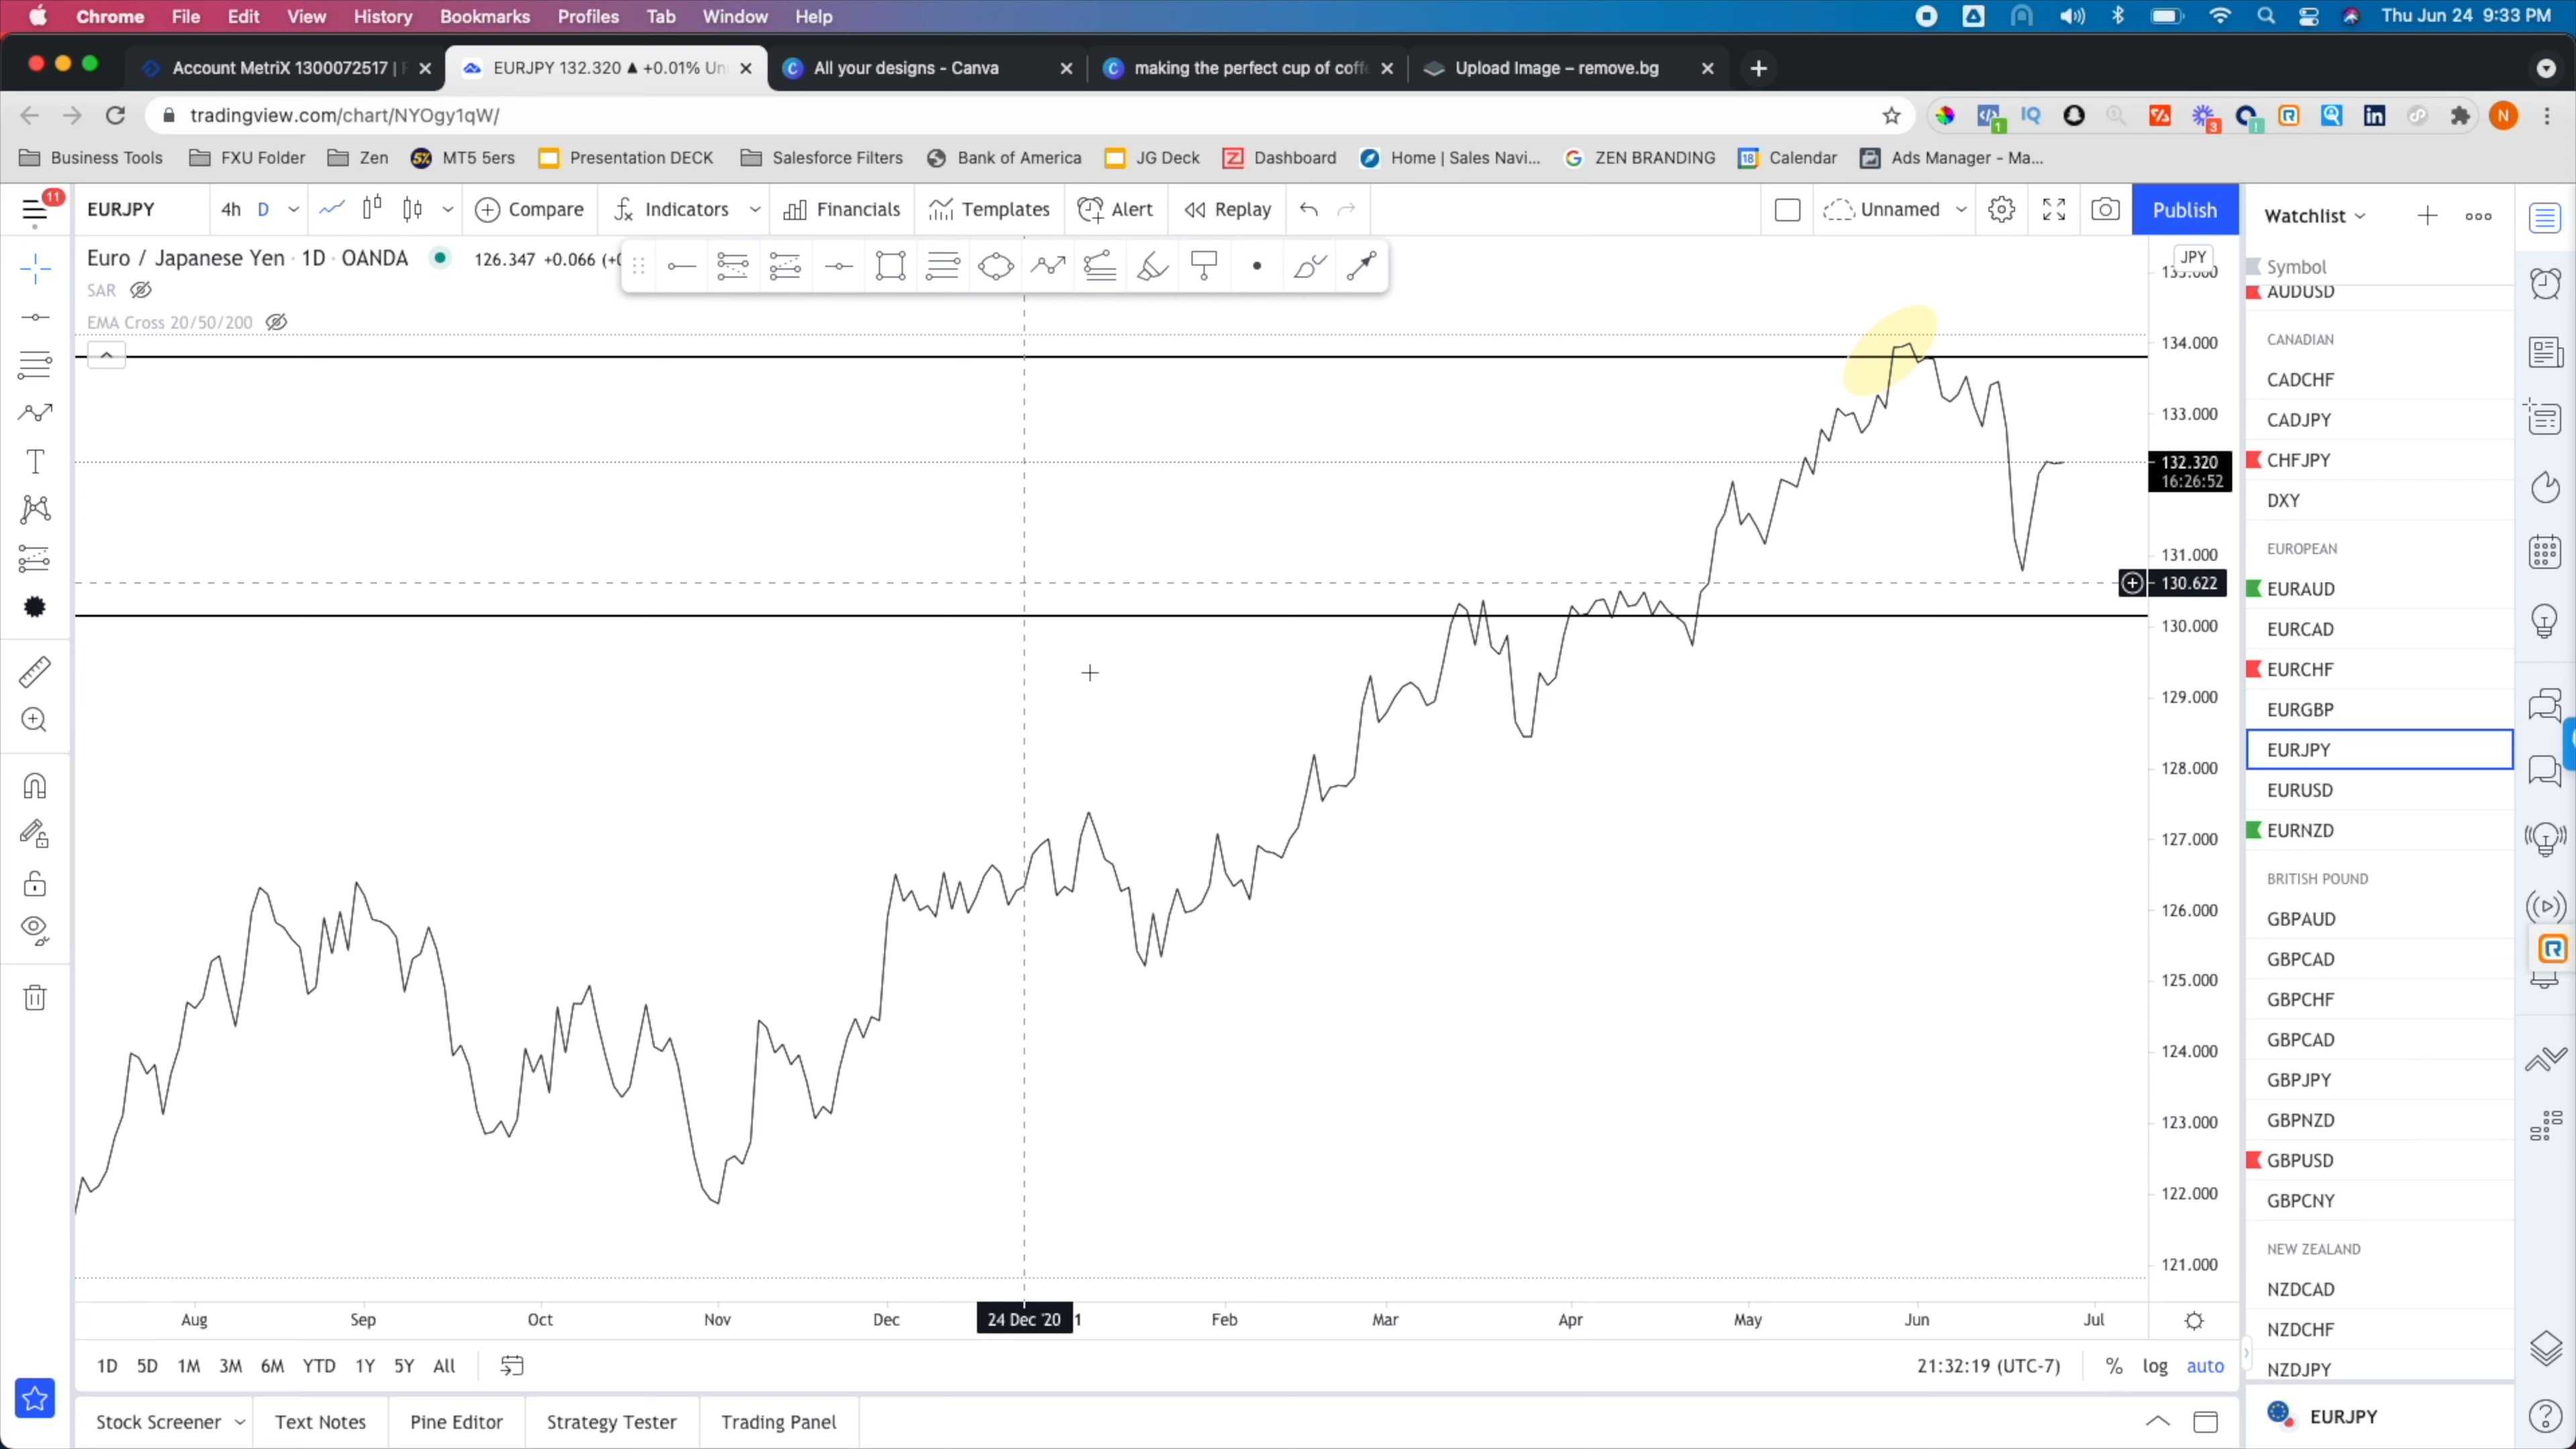 Chrome File Edit View History Bookmarks Profiles Tab Window Help Thu Jun 24 9:33 PM
Account MetriX 1300072517 | EURJPY 132.320 ▲ +0.01% Un All your designs - Canva making the perfect cup of coff Upload Image – remove.bg
tradingview.com/chart/NYOgy1qW/
Business Tools FXU Folder Zen MT5 5ers Presentation DECK Salesforce Filters Bank of America JG Deck Dashboard Home | Sales Navi... ZEN BRANDING 18 Calendar Ads Manager - Ma...
11
EURJPY 4h D Compare Indicators Financials Templates Alert Replay Unnamed Publish
Watchlist
Euro / Japanese Yen · 1D · OANDA 126.347 +0.066
SAR
EMA Cross 20/50/200
JPY
134.000
133.000
132.320
16:26:52
131.000
130.622
130.000
129.000
128.000
127.000
126.000
125.000
124.000
123.000
122.000
121.000
Aug Sep Oct Nov Dec 24 Dec '20 1 Feb Mar Apr May Jun Jul
1D 5D 1M 3M 6M YTD 1Y 5Y All 21:32:19 (UTC-7) % log auto
Stock Screener Text Notes Pine Editor Strategy Tester Trading Panel
Symbol
AUDUSD
CANADIAN
CADCHF
CADJPY
CHFJPY
DXY
EUROPEAN
EURAUD
EURCAD
EURCHF
EURGBP
EURJPY
EURUSD
EURNZD
BRITISH POUND
GBPAUD
GBPCAD
GBPCHF
GBPCAD
GBPJPY
GBPNZD
GBPUSD
GBPCNY
NEW ZEALAND
NZDCAD
NZDCHF
NZDJPY
EURJPY